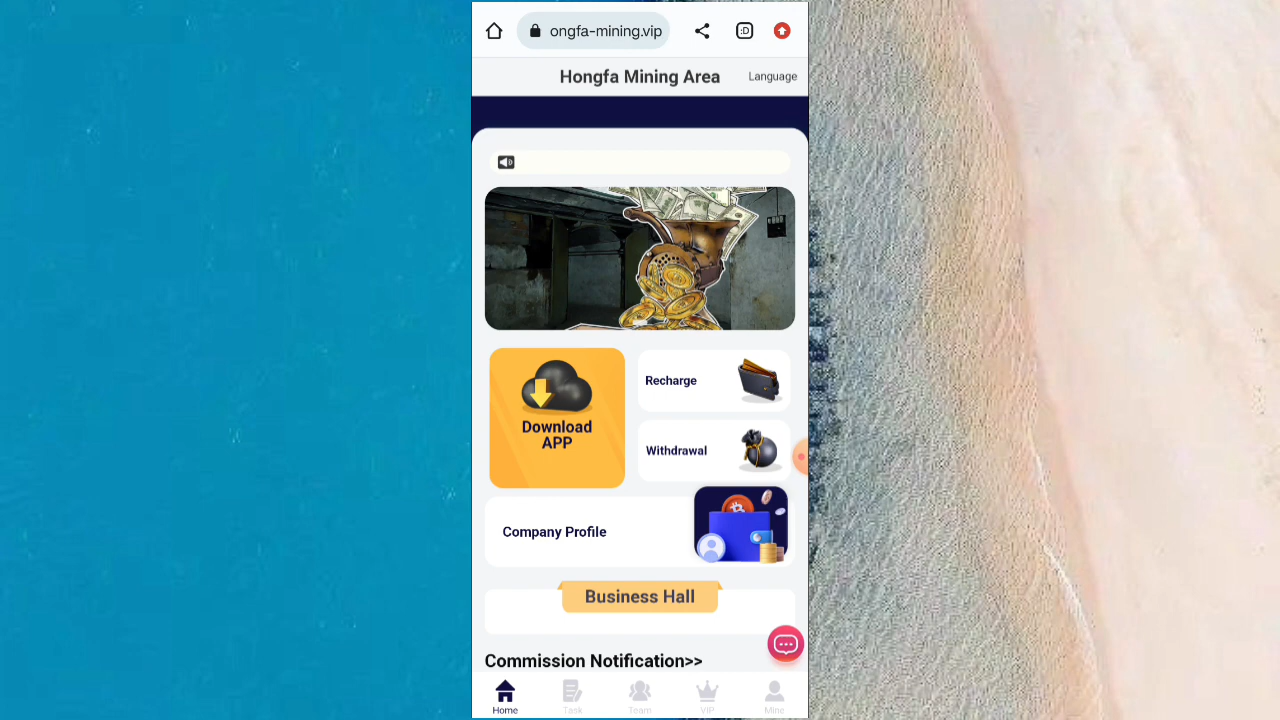 ongfa-mining.vip
:D
Hongfa Mining Area
Language
Download
APP
Recharge
Withdrawal
Company Profile
Business Hall
Commission Notification>>
Home
Task
Team
VIP
Mine